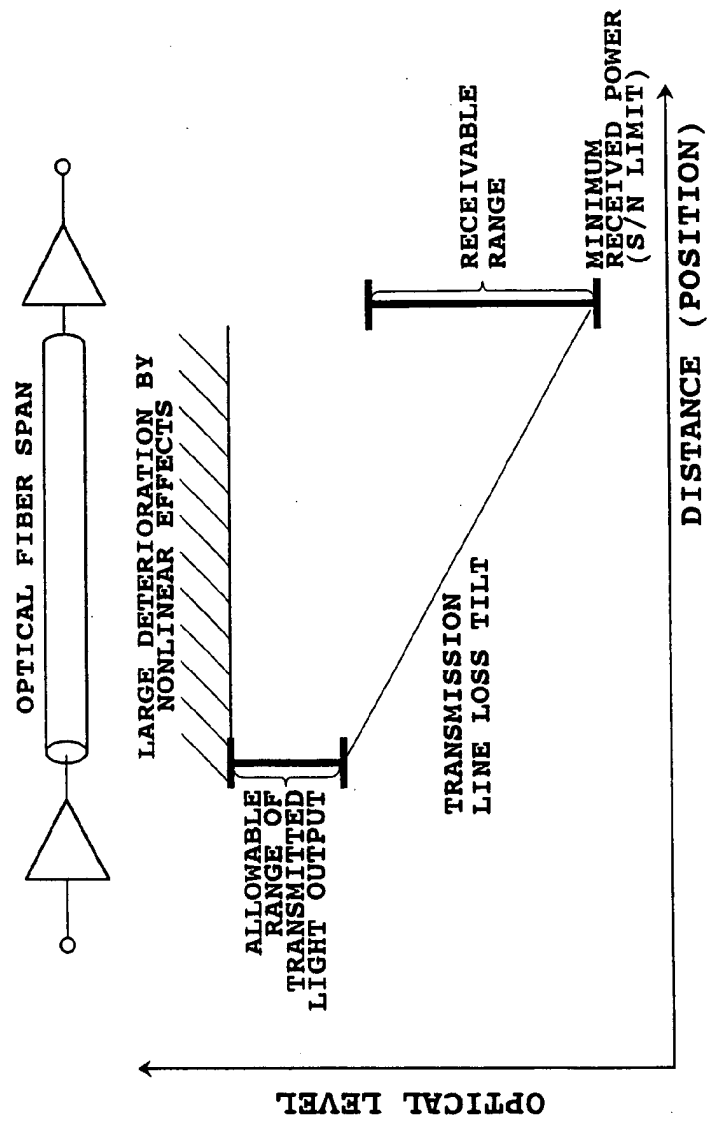 OPTICAL FIBER SPAN
LARGE DETERIORATION BY
NONLINEAR EFFECTS
ALLOWABLE
RANGE OF
TRANSMITTED
LIGHT OUTPUT
TRANSMISSION
LINE LOSS TILT
RECEIVABLE
RANGE
MINIMUM
RECEIVED POWER
(S/N LIMIT)
OPTICAL LEVEL
DISTANCE (POSITION)